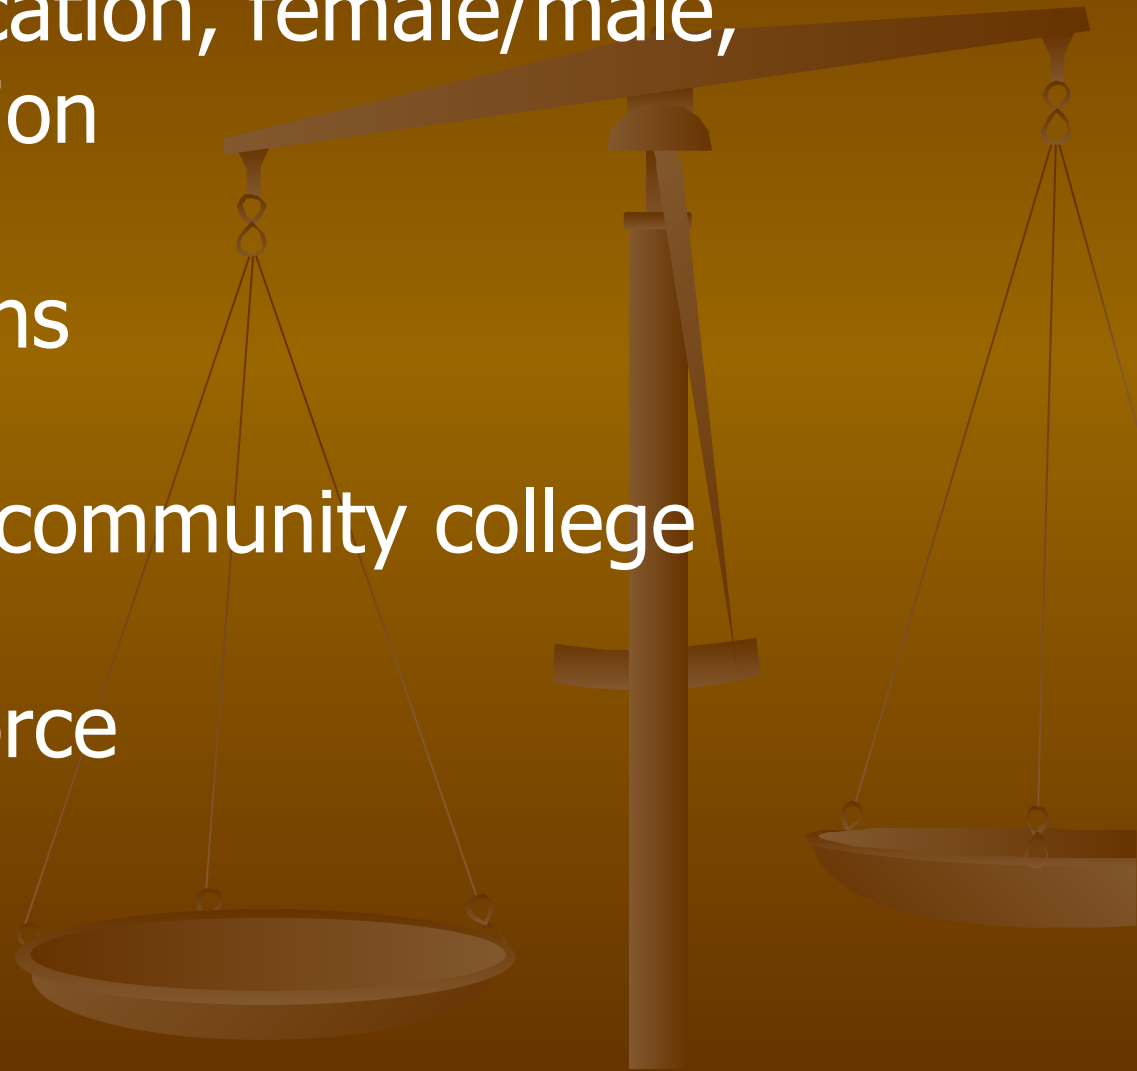 cation, female/male,
ion
ns
community college
rce